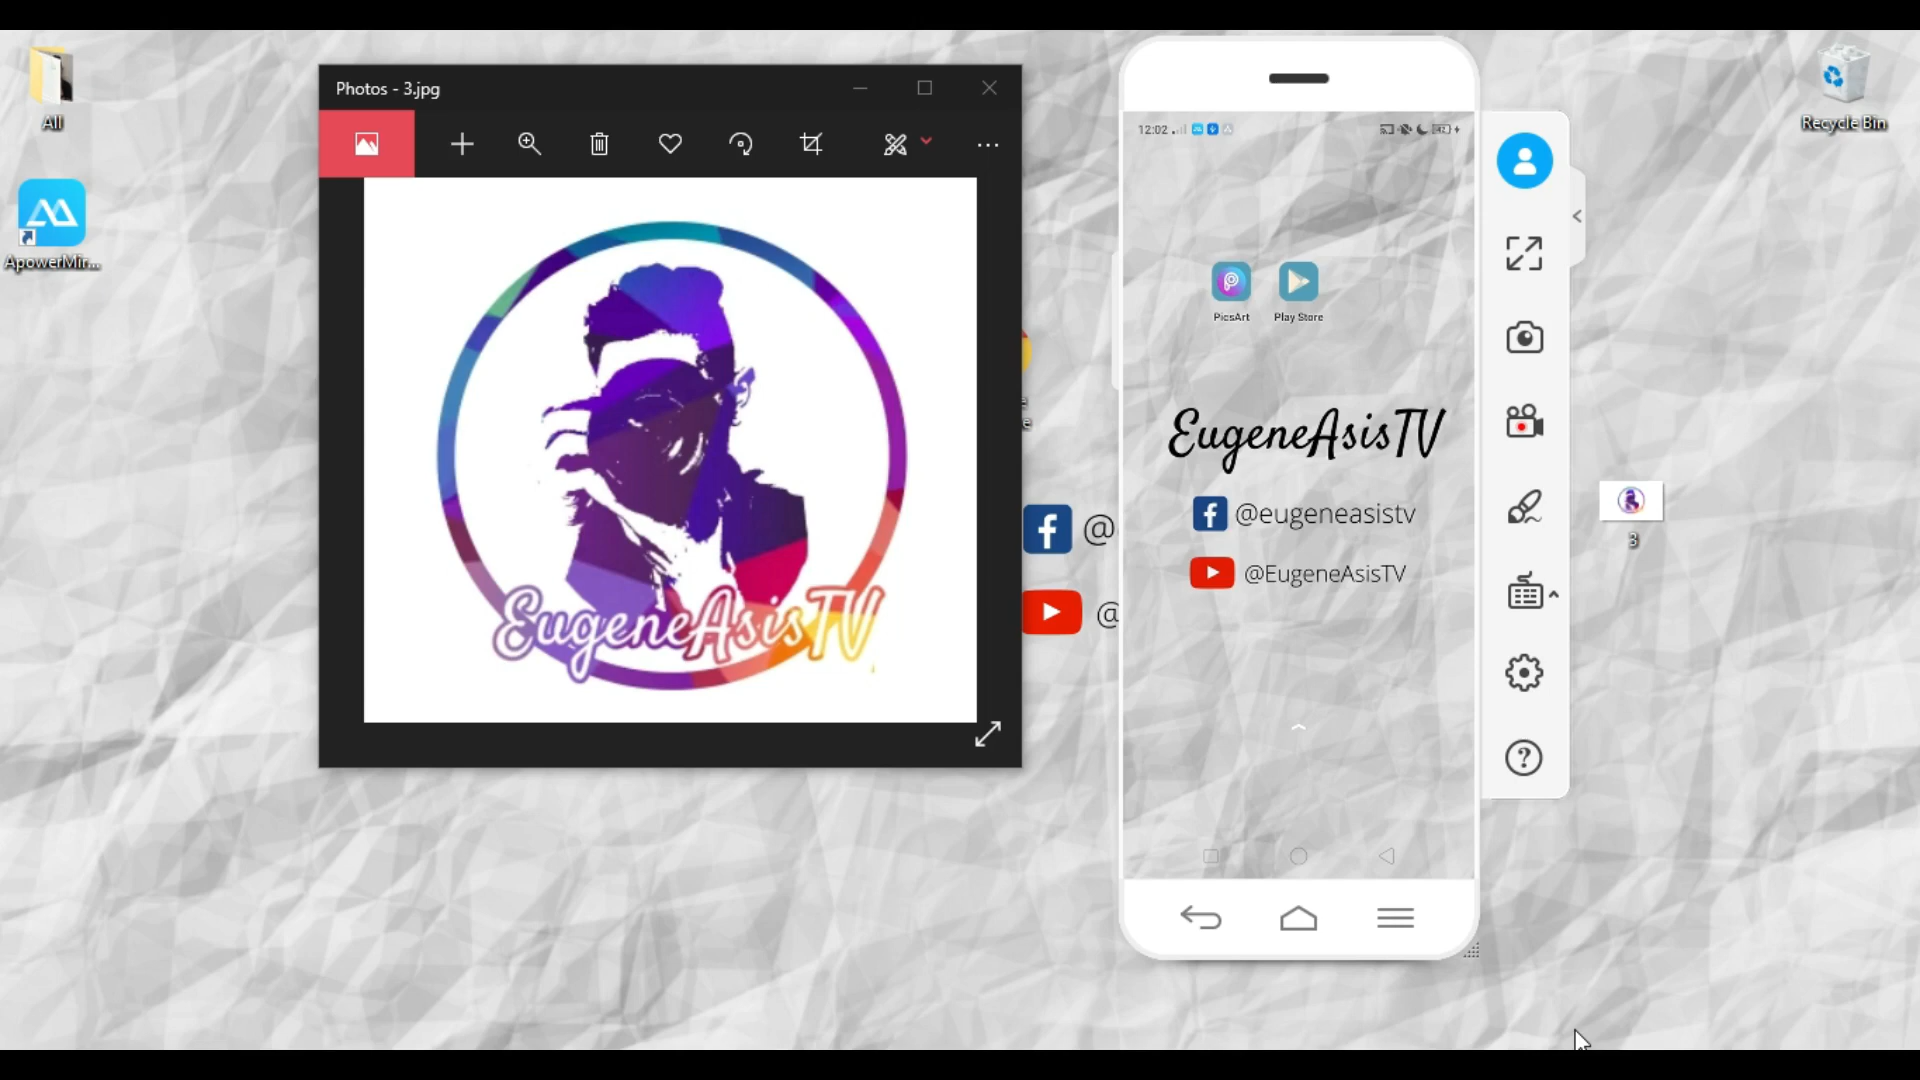 All
ApowerMir...
Photos - 3.jpg
EugeneAsisTV
@
@
12:02
PicsArt
Play Store
EugeneAsisTV
@eugeneasistv
@EugeneAsisTV
3
Recycle Bin